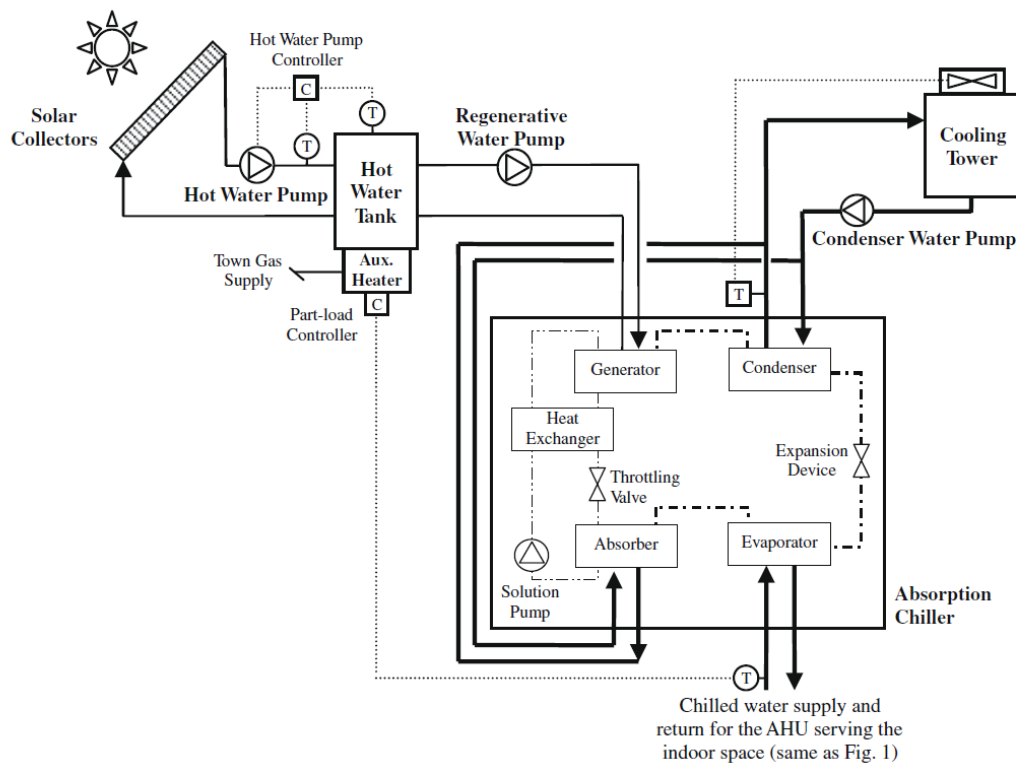 Hot Water Pump
Controller
C
T
T
Solar
Collectors
Hot Water Pump
Hot
Water
Tank
Regenerative
Water Pump
Cooling
Tower
Condenser Water Pump
Town Gas
Supply
Aux.
Heater
C
Part-load
Controller
T
Generator
Condenser
Heat
Exchanger
Expansion
Device
Throttling
Valve
Absorber
Evaporator
Solution
Pump
Absorption
Chiller
T
Chilled water supply and
return for the AHU serving the
indoor space (same as Fig. 1)